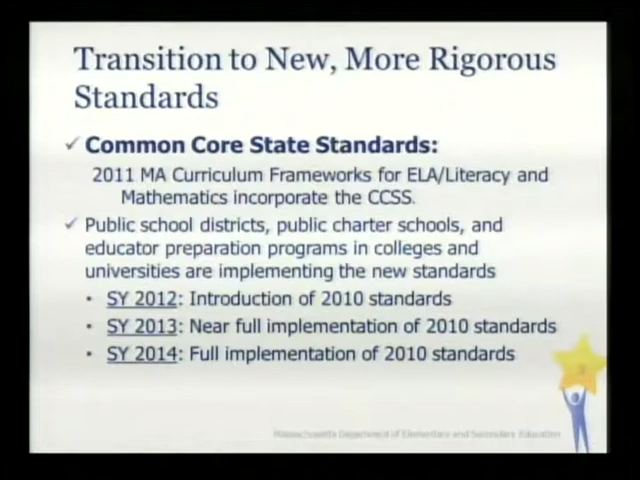 Transition to New, More Rigorous
Standards
✓ Common Core State Standards:
2011 MA Curriculum Frameworks for ELA/Literacy and
Mathematics incorporate the CCSS.
✓ Public school districts, public charter schools, and
educator preparation programs in colleges and
universities are implementing the new standards
• SY 2012: Introduction of 2010 standards
• SY 2013: Near full implementation of 2010 standards
• SY 2014: Full implementation of 2010 standards
Massachusetts Department of Elementary and Secondary Education